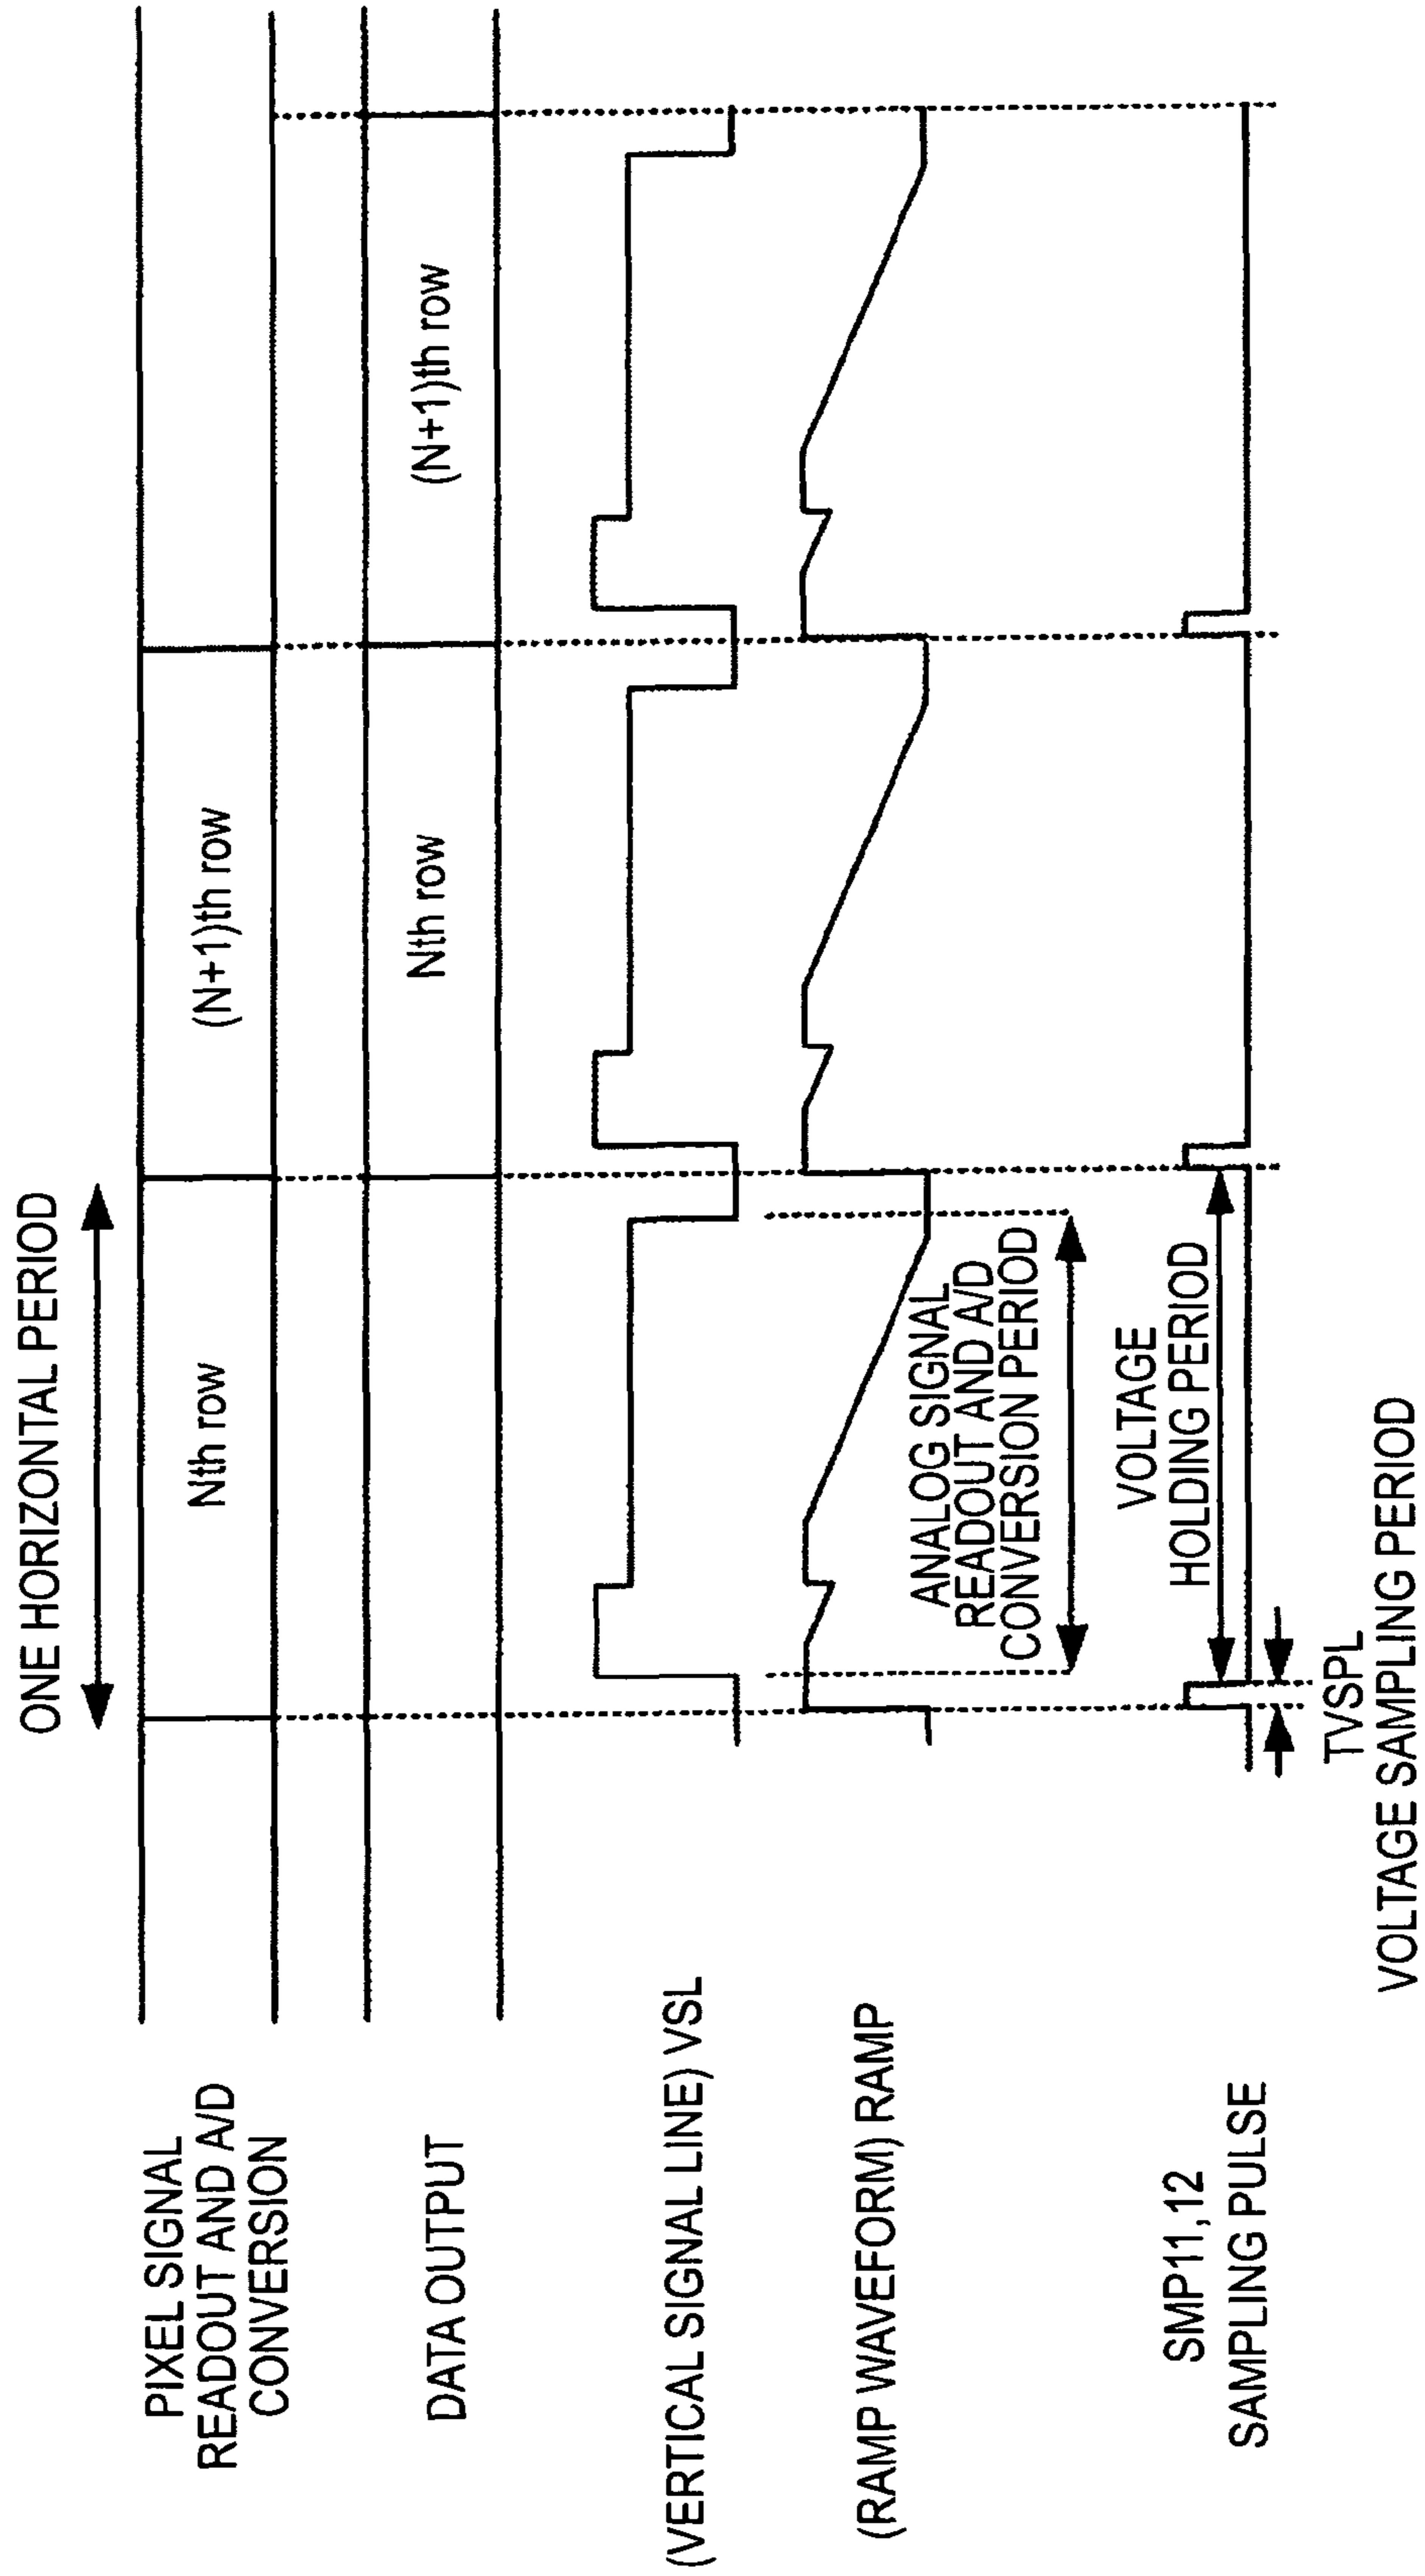 ONE HORIZONTAL PERIOD
PIXEL SIGNAL
READOUT AND A/D
CONVERSION
Nth row
(N+1)th row
DATA OUTPUT
Nth row
(N+1)th row
(VERTICAL SIGNAL LINE) VSL
(RAMP WAVEFORM) RAMP
ANALOG SIGNAL
READOUT AND A/D
CONVERSION PERIOD
VOLTAGE
HOLDING PERIOD
SMP11,12
SAMPLING PULSE
TVSPL
VOLTAGE SAMPLING PERIOD